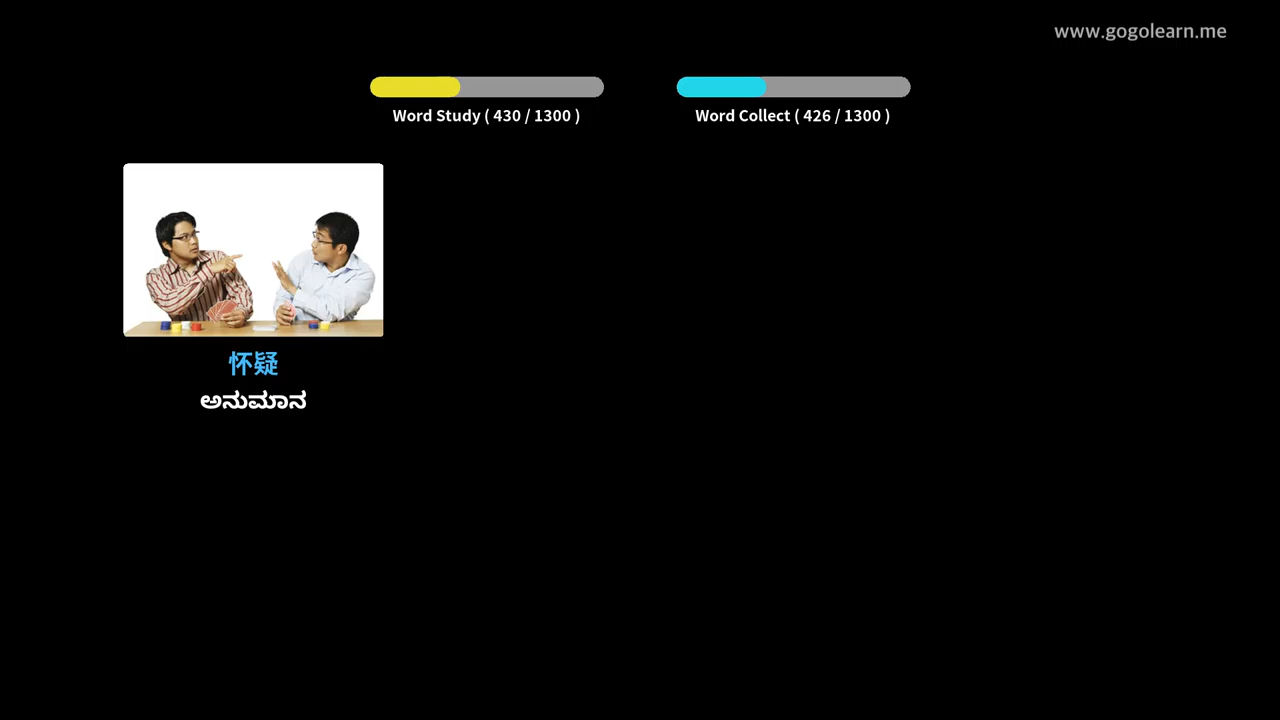 www.gogolearn.me
Word Study ( 430 / 1300 )
Word Collect ( 426 / 1300 )
怀疑
ಅನುಮಾನ